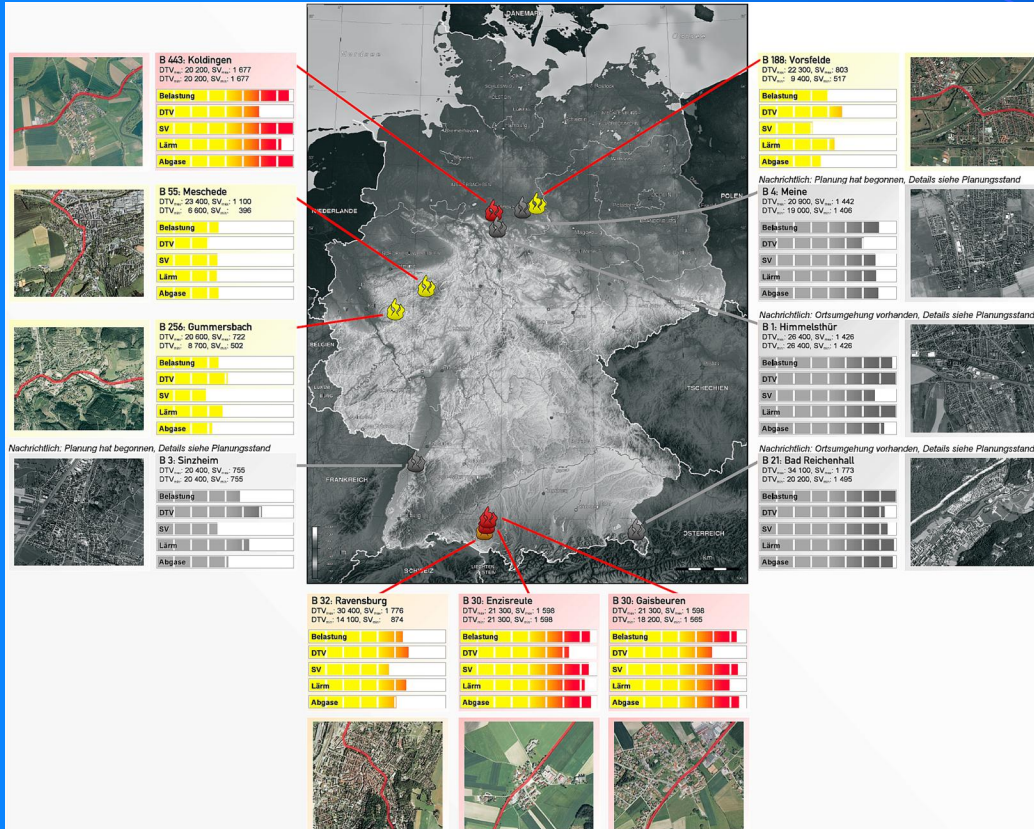 DÄNEMARK
Nordsee
NIEDERLANDE
POLEN
BELGIEN
TSCHECHIEN
FRANKREICH
ÖSTERREICH
SCHWEIZ
LIECHTEN-
STEIN
B 443: Koldingen
DTVmax: 20 200, SVmax: 1 677
DTVmin: 20 200, SVmin: 1 677
Belastung
DTV
SV
Lärm
Abgase
B 55: Meschede
DTVmax: 23 400, SVmax: 1 100
DTVmin: 6 600, SVmin: 396
Belastung
DTV
SV
Lärm
Abgase
B 256: Gummersbach
DTVmax: 20 600, SVmax: 722
DTVmin: 8 700, SVmin: 502
Belastung
DTV
SV
Lärm
Abgase
Nachrichtlich: Planung hat begonnen, Details siehe Planungsstand
B 3: Sinzheim
DTVmax: 20 400, SVmax: 755
DTVmin: 20 400, SVmin: 755
Belastung
DTV
SV
Lärm
Abgase
B 188: Vorsfelde
DTVmax: 22 300, SVmax: 803
DTVmin: 9 400, SVmin: 517
Belastung
DTV
SV
Lärm
Abgase
Nachrichtlich: Planung hat begonnen, Details siehe Planungsstand
B 4: Meine
DTVmax: 20 900, SVmax: 1 442
DTVmin: 19 000, SVmin: 1 406
Belastung
DTV
SV
Lärm
Abgase
Nachrichtlich: Ortsumgehung vorhanden, Details siehe Planungsstand
B 1: Himmelsthür
DTVmax: 26 400, SVmax: 1 426
DTVmin: 26 400, SVmin: 1 426
Belastung
DTV
SV
Lärm
Abgase
Nachrichtlich: Ortsumgehung vorhanden, Details siehe Planungsstand
B 21: Bad Reichenhall
DTVmax: 34 100, SVmax: 1 773
DTVmin: 20 200, SVmin: 1 495
Belastung
DTV
SV
Lärm
Abgase
B 32: Ravensburg
DTVmax: 30 400, SVmax: 1 776
DTVmin: 14 100, SVmin: 874
Belastung
DTV
SV
Lärm
Abgase
B 30: Enzisreute
DTVmax: 21 300, SVmax: 1 598
DTVmin: 21 300, SVmin: 1 598
Belastung
DTV
SV
Lärm
Abgase
B 30: Gaisbeuren
DTVmax: 21 300, SVmax: 1 598
DTVmin: 18 200, SVmin: 1 565
Belastung
DTV
SV
Lärm
Abgase